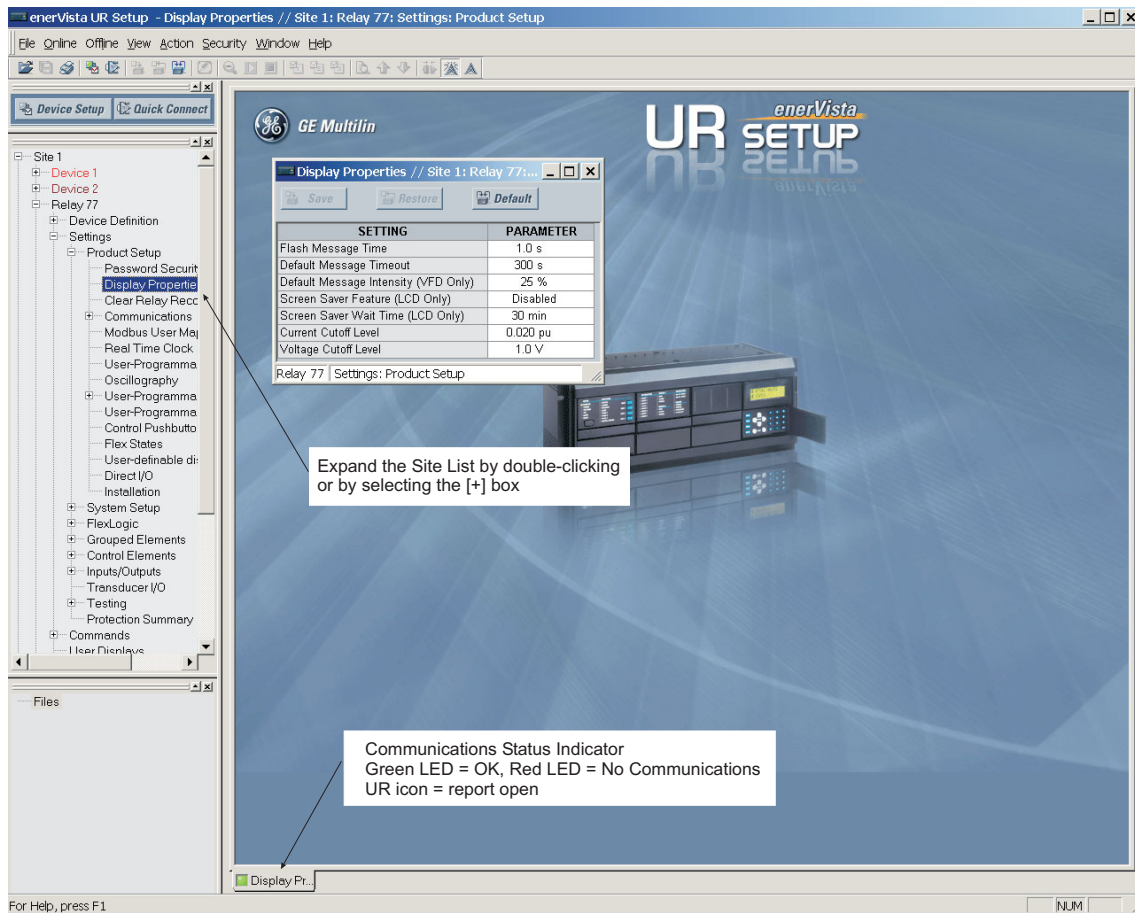 enerVista UR Setup - Display Properties // Site 1: Relay 77: Settings: Product Setup
File Online Offline View Action Security Window Help
Device Setup Quick Connect
Site 1
Device 1
Device 2
Relay 77
Device Definition
Settings
Product Setup
Password Securit
Display Propertie
Clear Relay Reco
Communications
Modbus User Map
Real Time Clock
User-Programma
Oscillography
User-Programma
User-Programma
Control Pushbutto
Flex States
User-definable di
Direct I/O
Installation
System Setup
FlexLogic
Grouped Elements
Control Elements
Inputs/Outputs
Transducer I/O
Testing
Protection Summary
Commands
User Displays
Files
GE Multilin
enerVista
UR SETUP
Display Properties // Site 1: Relay 77:...
Save Restore Default
SETTING PARAMETER
Flash Message Time 1.0 s
Default Message Timeout 300 s
Default Message Intensity (VFD Only) 25 %
Screen Saver Feature (LCD Only) Disabled
Screen Saver Wait Time (LCD Only) 30 min
Current Cutoff Level 0.020 pu
Voltage Cutoff Level 1.0 V
Relay 77 Settings: Product Setup
Expand the Site List by double-clicking
or by selecting the [+] box
Communications Status Indicator
Green LED = OK, Red LED = No Communications
UR icon = report open
Display Pr...
For Help, press F1
NUM